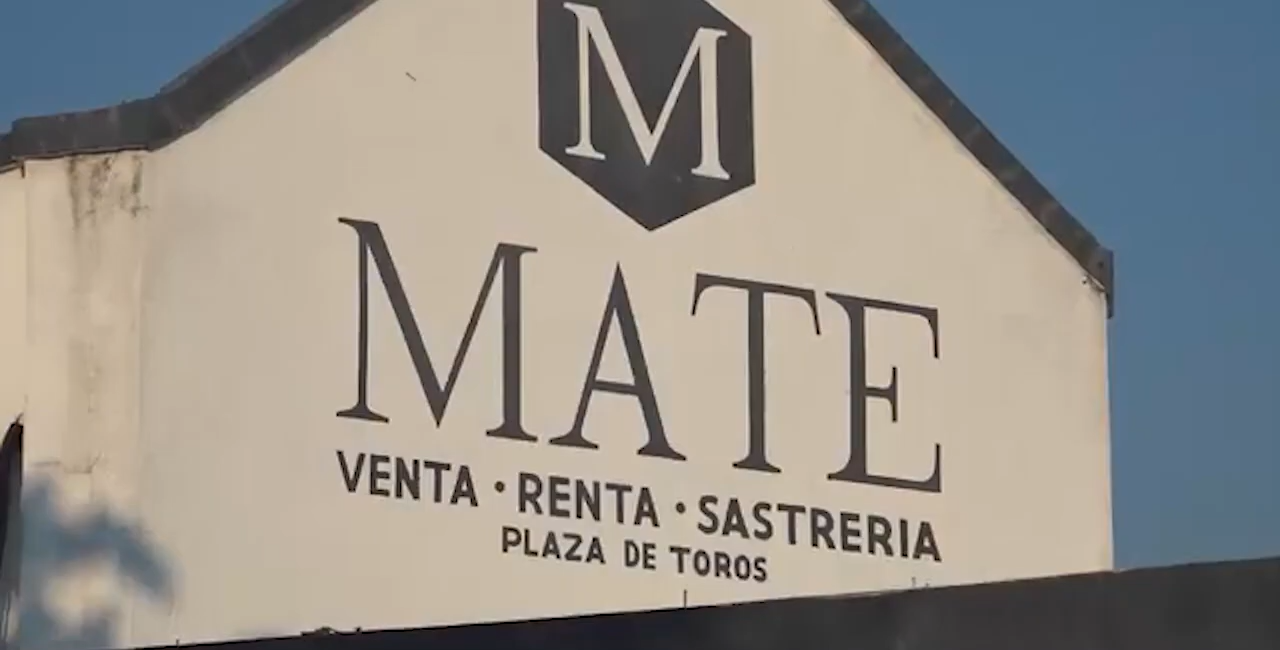 M
MATE
VENTA · RENTA · SASTRERIA
PLAZA DE TOROS